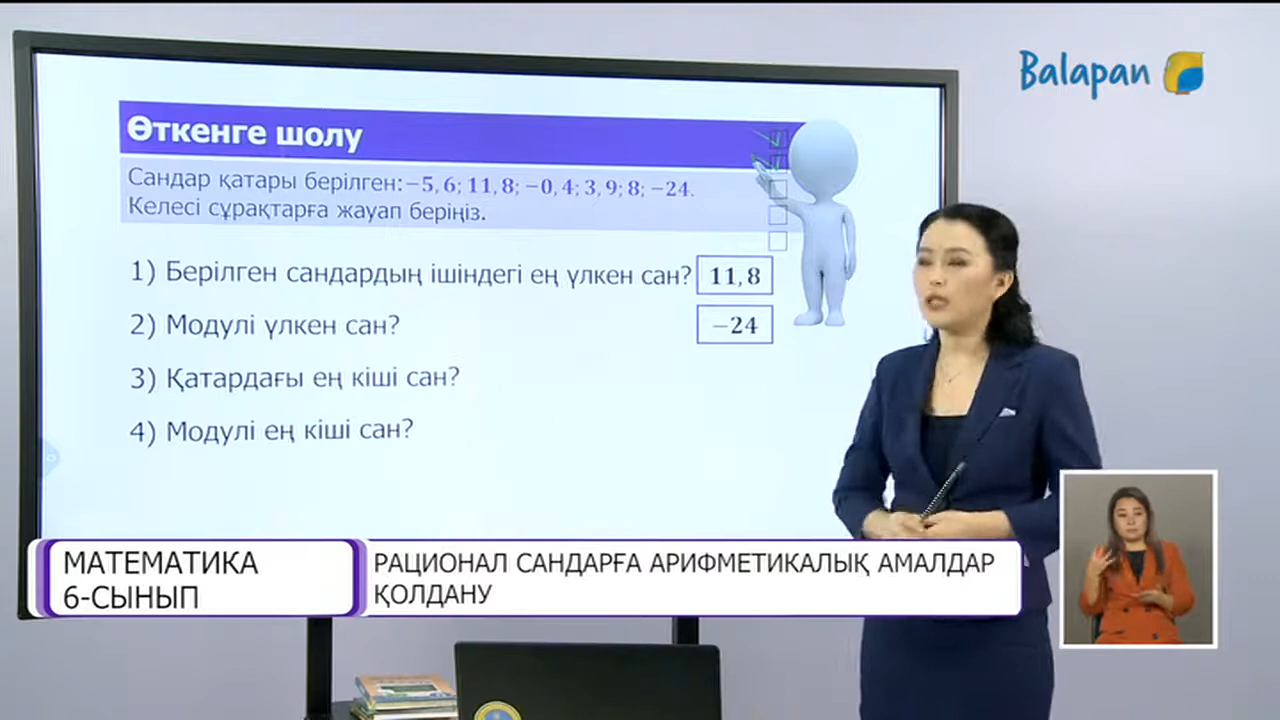 Balapan
Өткенге шолу
Сандар қатары берілген:−5, 6; 11, 8; −0, 4; 3, 9; 8; −24.
Келесі сұрақтарға жауап беріңіз.
1) Берілген сандардың ішіндегі ең үлкен сан? 11, 8
2) Модулі үлкен сан? −24
3) Қатардағы ең кіші сан?
4) Модулі ең кіші сан?
МАТЕМАТИКА
6-СЫНЫП
РАЦИОНАЛ САНДАРҒА АРИФМЕТИКАЛЫҚ АМАЛДАР
ҚОЛДАНУ